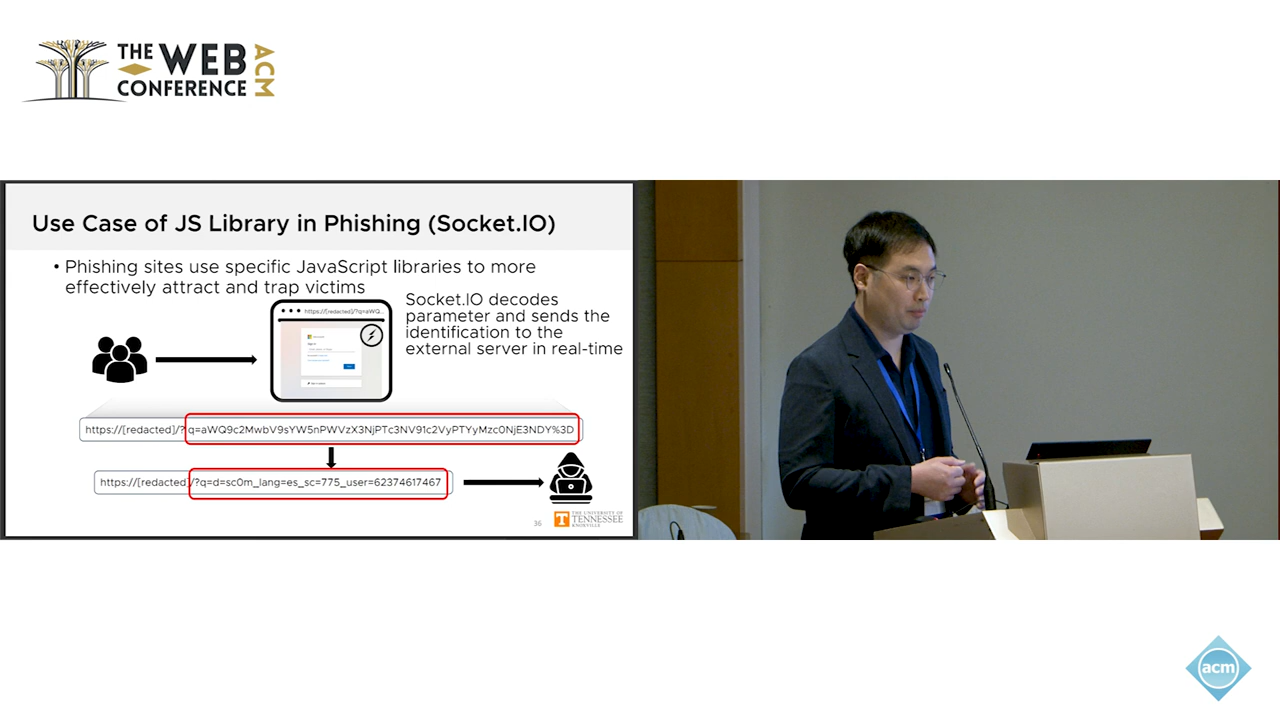 THE WEB
CONFERENCE
ACM
Use Case of JS Library in Phishing (Socket.IO)
• Phishing sites use specific JavaScript libraries to more
effectively attract and trap victims
Socket.IO decodes
parameter and sends the
identification to the
external server in real-time
https://[redacted]/?q=aWQ...
https://[redacted]/?q=aWQ9c2MwbV9sYW5nPWVzX3NjPTc3NV91c2VyPTYyMzc0NjE3NDY%3D
https://[redacted]/?q=d=sc0m_lang=es_sc=775_user=62374617467
36
THE UNIVERSITY OF
TENNESSEE
KNOXVILLE
acm